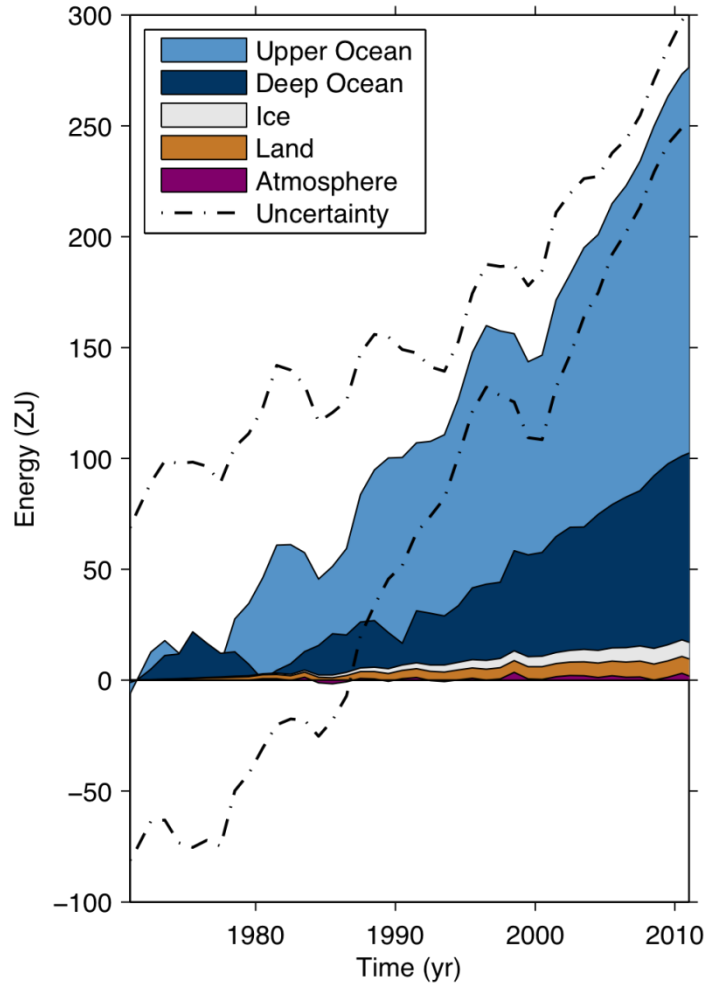 300
250
200
150
100
50
0
−50
−100
Energy (ZJ)
Upper Ocean
Deep Ocean
Ice
Land
Atmosphere
Uncertainty
1980
1990
2000
2010
Time (yr)